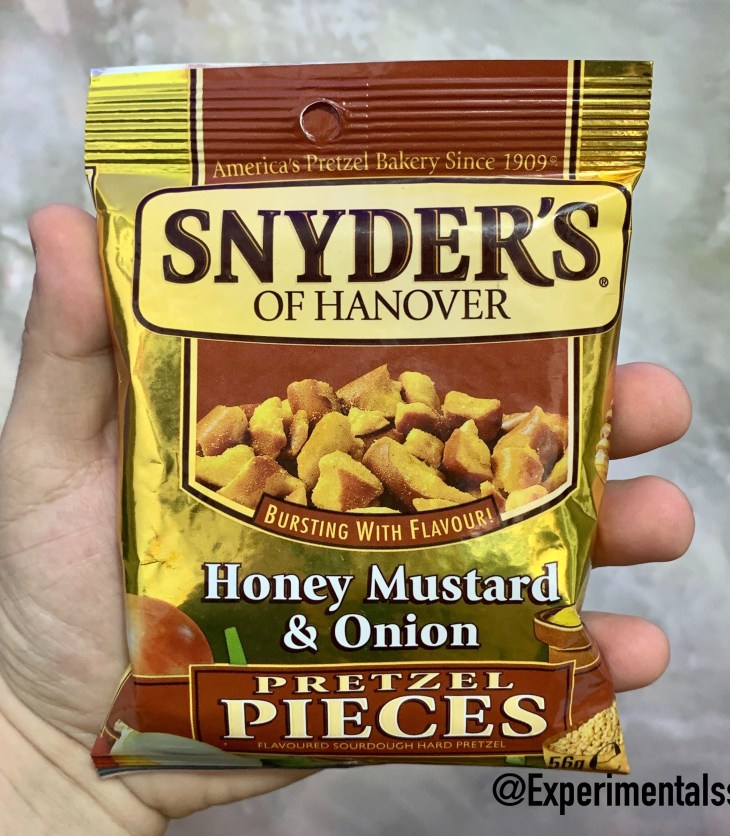 America's Pretzel Bakery Since 1909®
SNYDER'S®
OF HANOVER
BURSTING WITH FLAVOUR!
Honey Mustard
& Onion
PRETZEL
PIECES
FLAVOURED SOURDOUGH HARD PRETZEL
56g